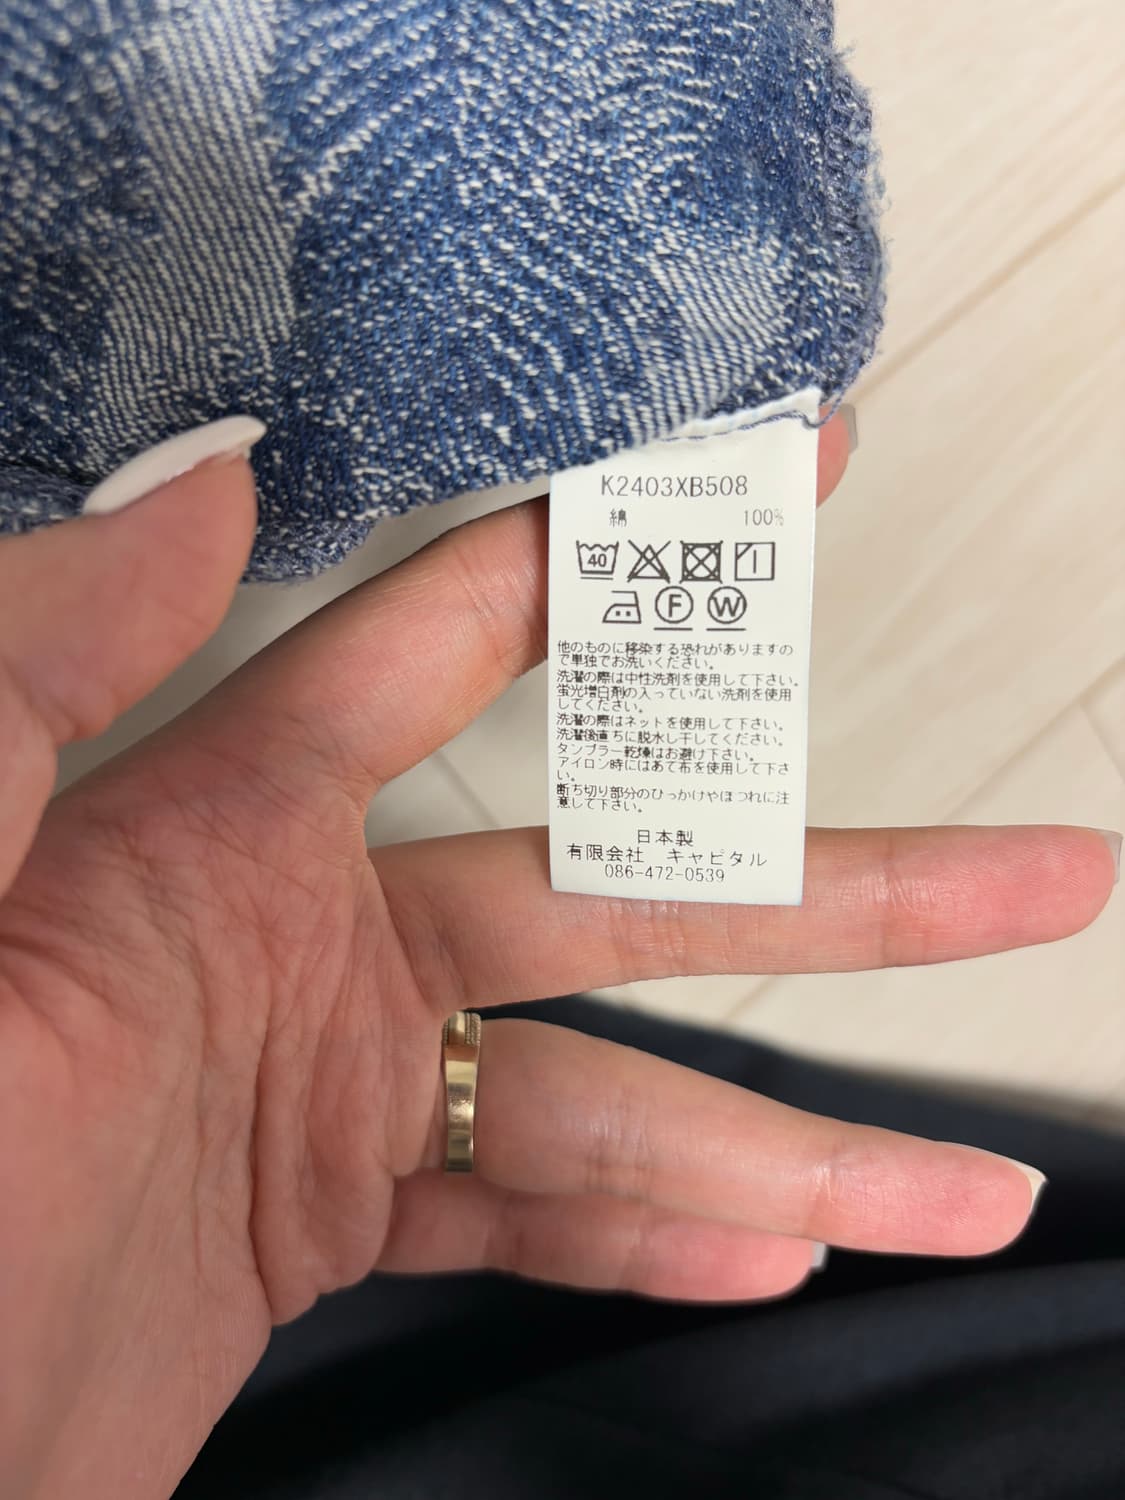 K2403XB508
綿 100%
40
F W
他のものに移染する恐れがありますの
で単独でお洗いください。
洗濯の際は中性洗剤を使用して下さい。
蛍光増白剤の入っていない洗剤を使用
してください。
洗濯の際はネットを使用して下さい。
洗濯後直ちに脱水し干してください。
タンブラー乾燥はお避け下さい。
アイロン時にはあて布を使用して下さ
い。
断ち切り部分のひっかけやほつれに注
意して下さい。
日本製
有限会社 キャピタル
086-472-0539